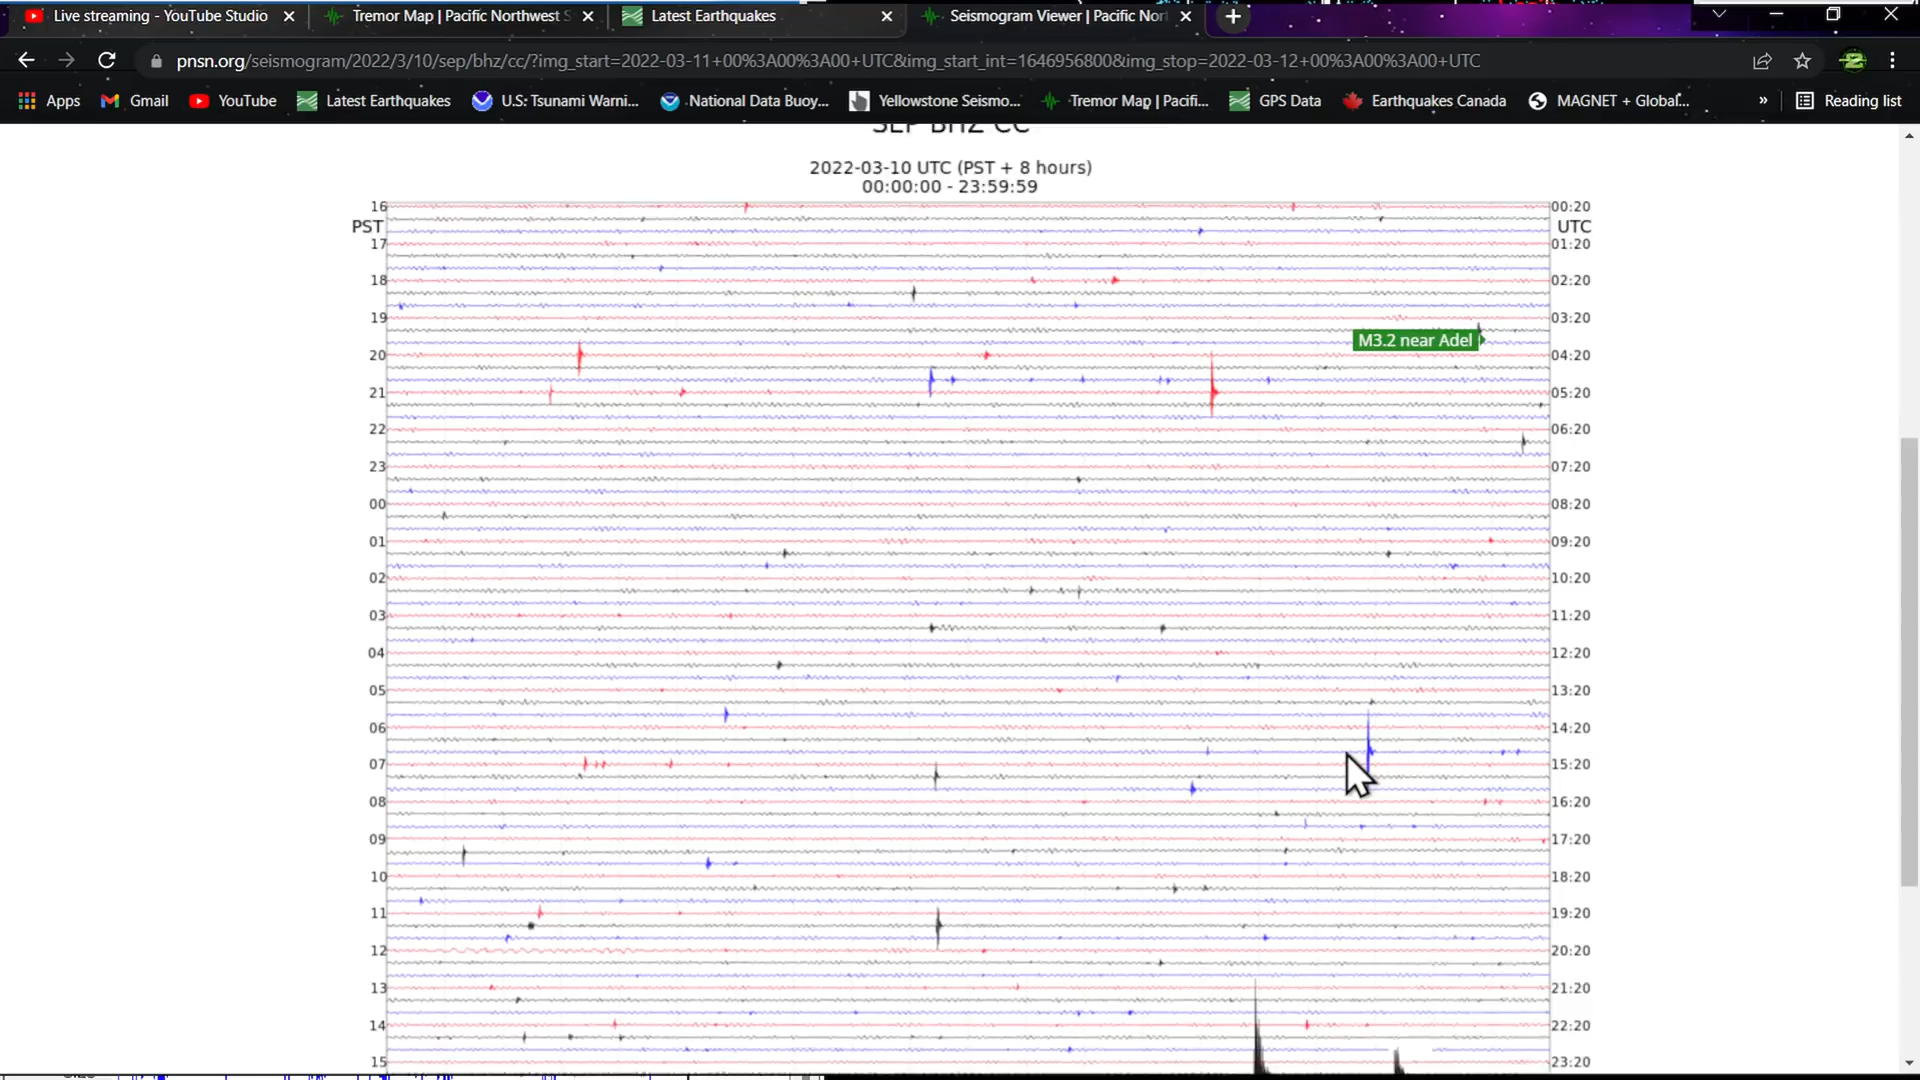 Live streaming - YouTube Studio
Tremor Map | Pacific Northwest S
Latest Earthquakes
Seismogram Viewer | Pacific Nor
pnsn.org/seismogram/2022/3/10/sep/bhz/cc/?img_start=2022-03-11+00%3A00%3A00+UTC&img_start_int=1646956800&img_stop=2022-03-12+00%3A00%3A00+UTC
Apps
Gmail
YouTube
Latest Earthquakes
U.S: Tsunami Warni...
National Data Buoy...
Yellowstone Seismo...
Tremor Map | Pacifi...
GPS Data
Earthquakes Canada
MAGNET + Global...
»
Reading list
SEP BHZ CC
2022-03-10 UTC (PST + 8 hours)
00:00:00 - 23:59:59
16 00:20
PST UTC
17 01:20
18 02:20
19 03:20
M3.2 near Adel
20 04:20
21 05:20
22 06:20
23 07:20
00 08:20
01 09:20
02 10:20
03 11:20
04 12:20
05 13:20
06 14:20
07 15:20
08 16:20
09 17:20
10 18:20
11 19:20
12 20:20
13 21:20
14 22:20
15 23:20